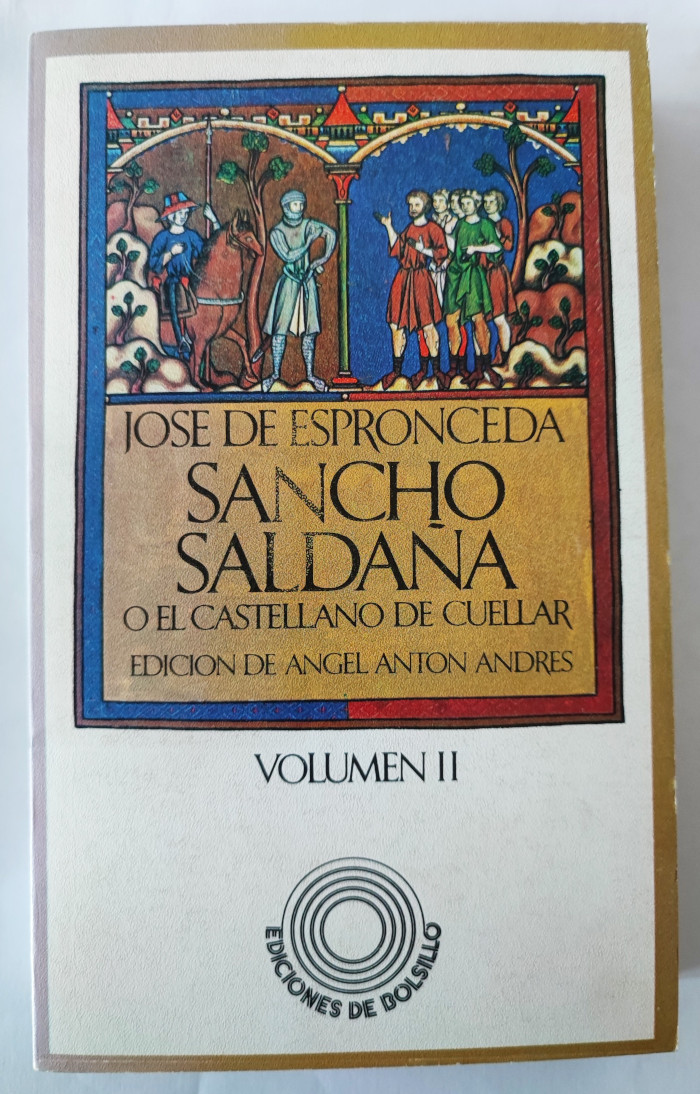 JOSE DE ESPRONCEDA
SANCHO
SALDAÑA
O EL CASTELLANO DE CUELLAR
EDICION DE ANGEL ANTON ANDRES
VOLUMEN II
EDICIONES DE BOLSILLO